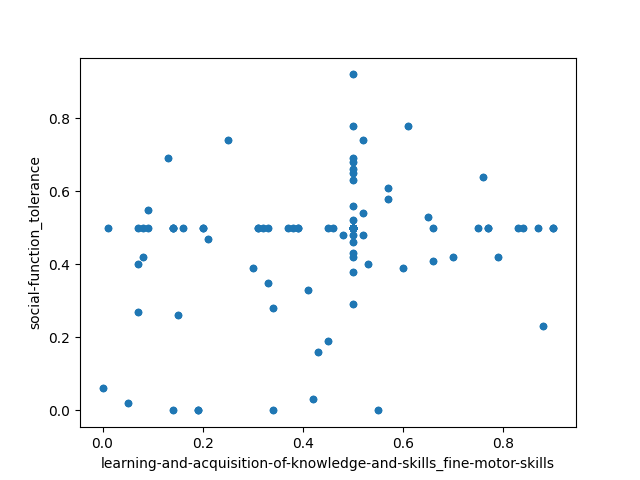 social-function_tolerance
0.8
0.6
0.4
0.2
0.0
0.0 0.2 0.4 0.6 0.8
learning-and-acquisition-of-knowledge-and-skills_fine-motor-skills